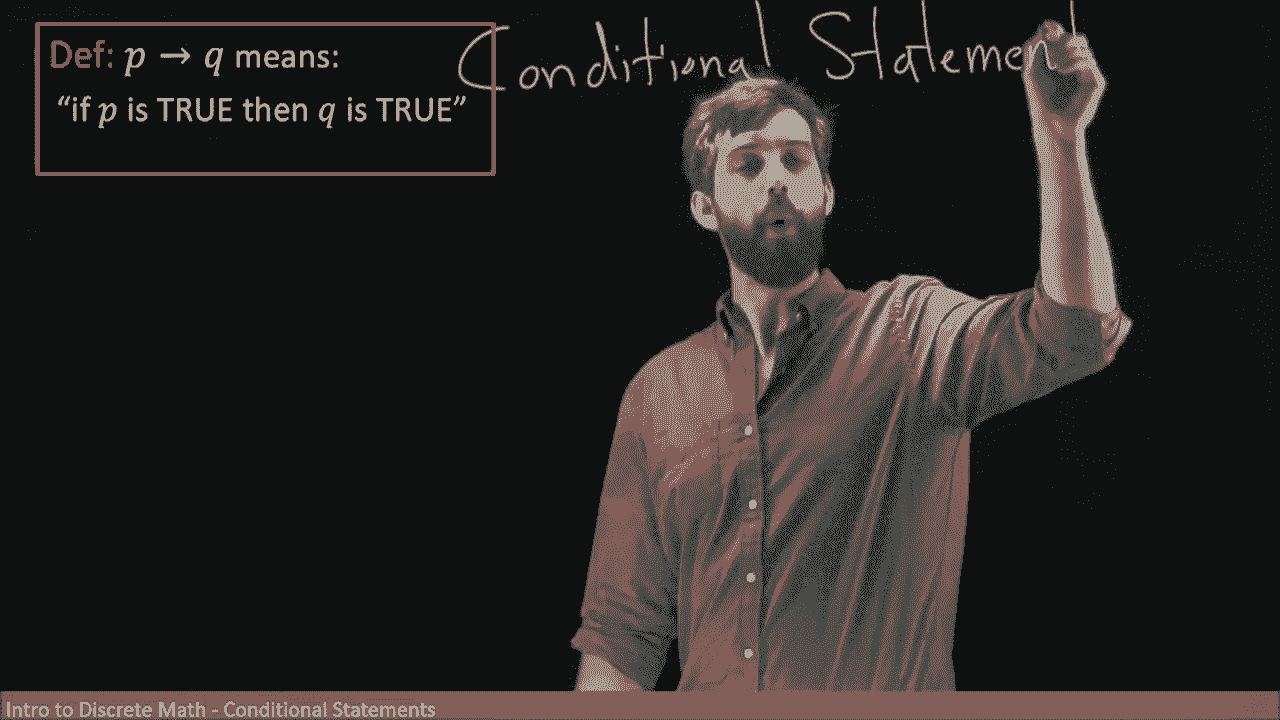 Def: p → q means:
“if p is TRUE then q is TRUE”
Conditional Statement
Intro to Discrete Math - Conditional Statements